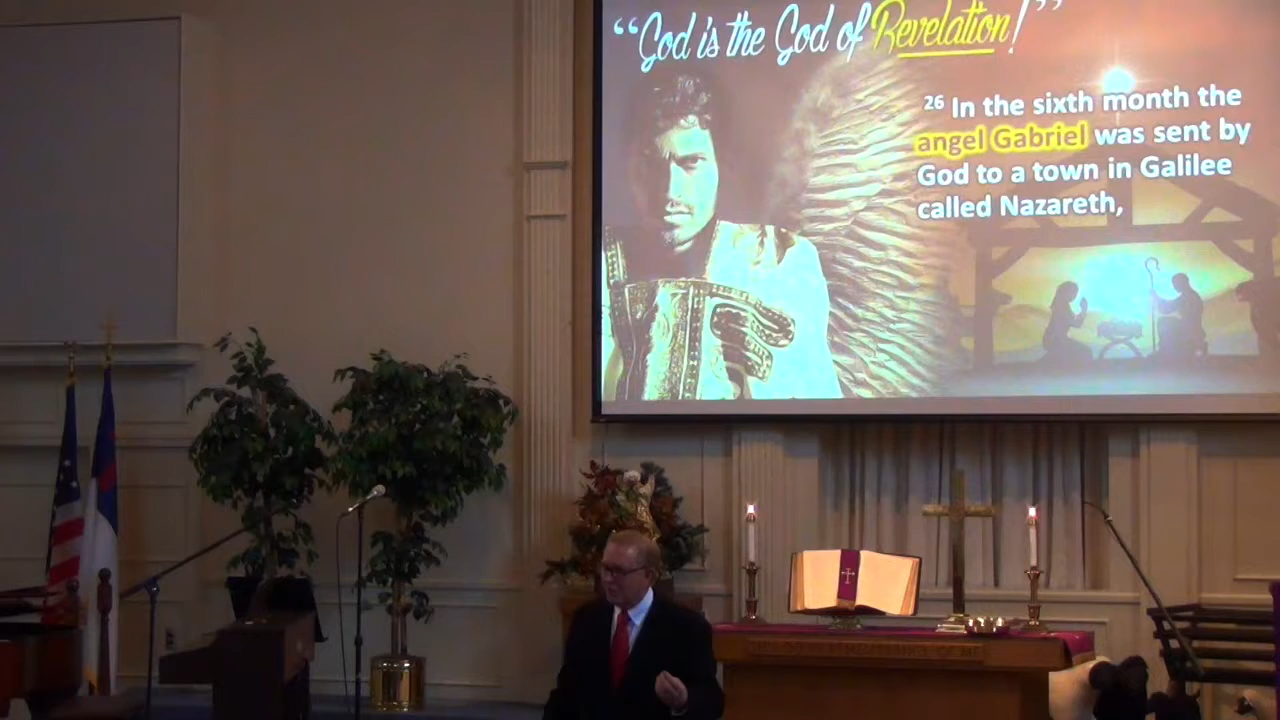 “God is the God of Revelation!”
26 In the sixth month the
angel Gabriel was sent by
God to a town in Galilee
called Nazareth,